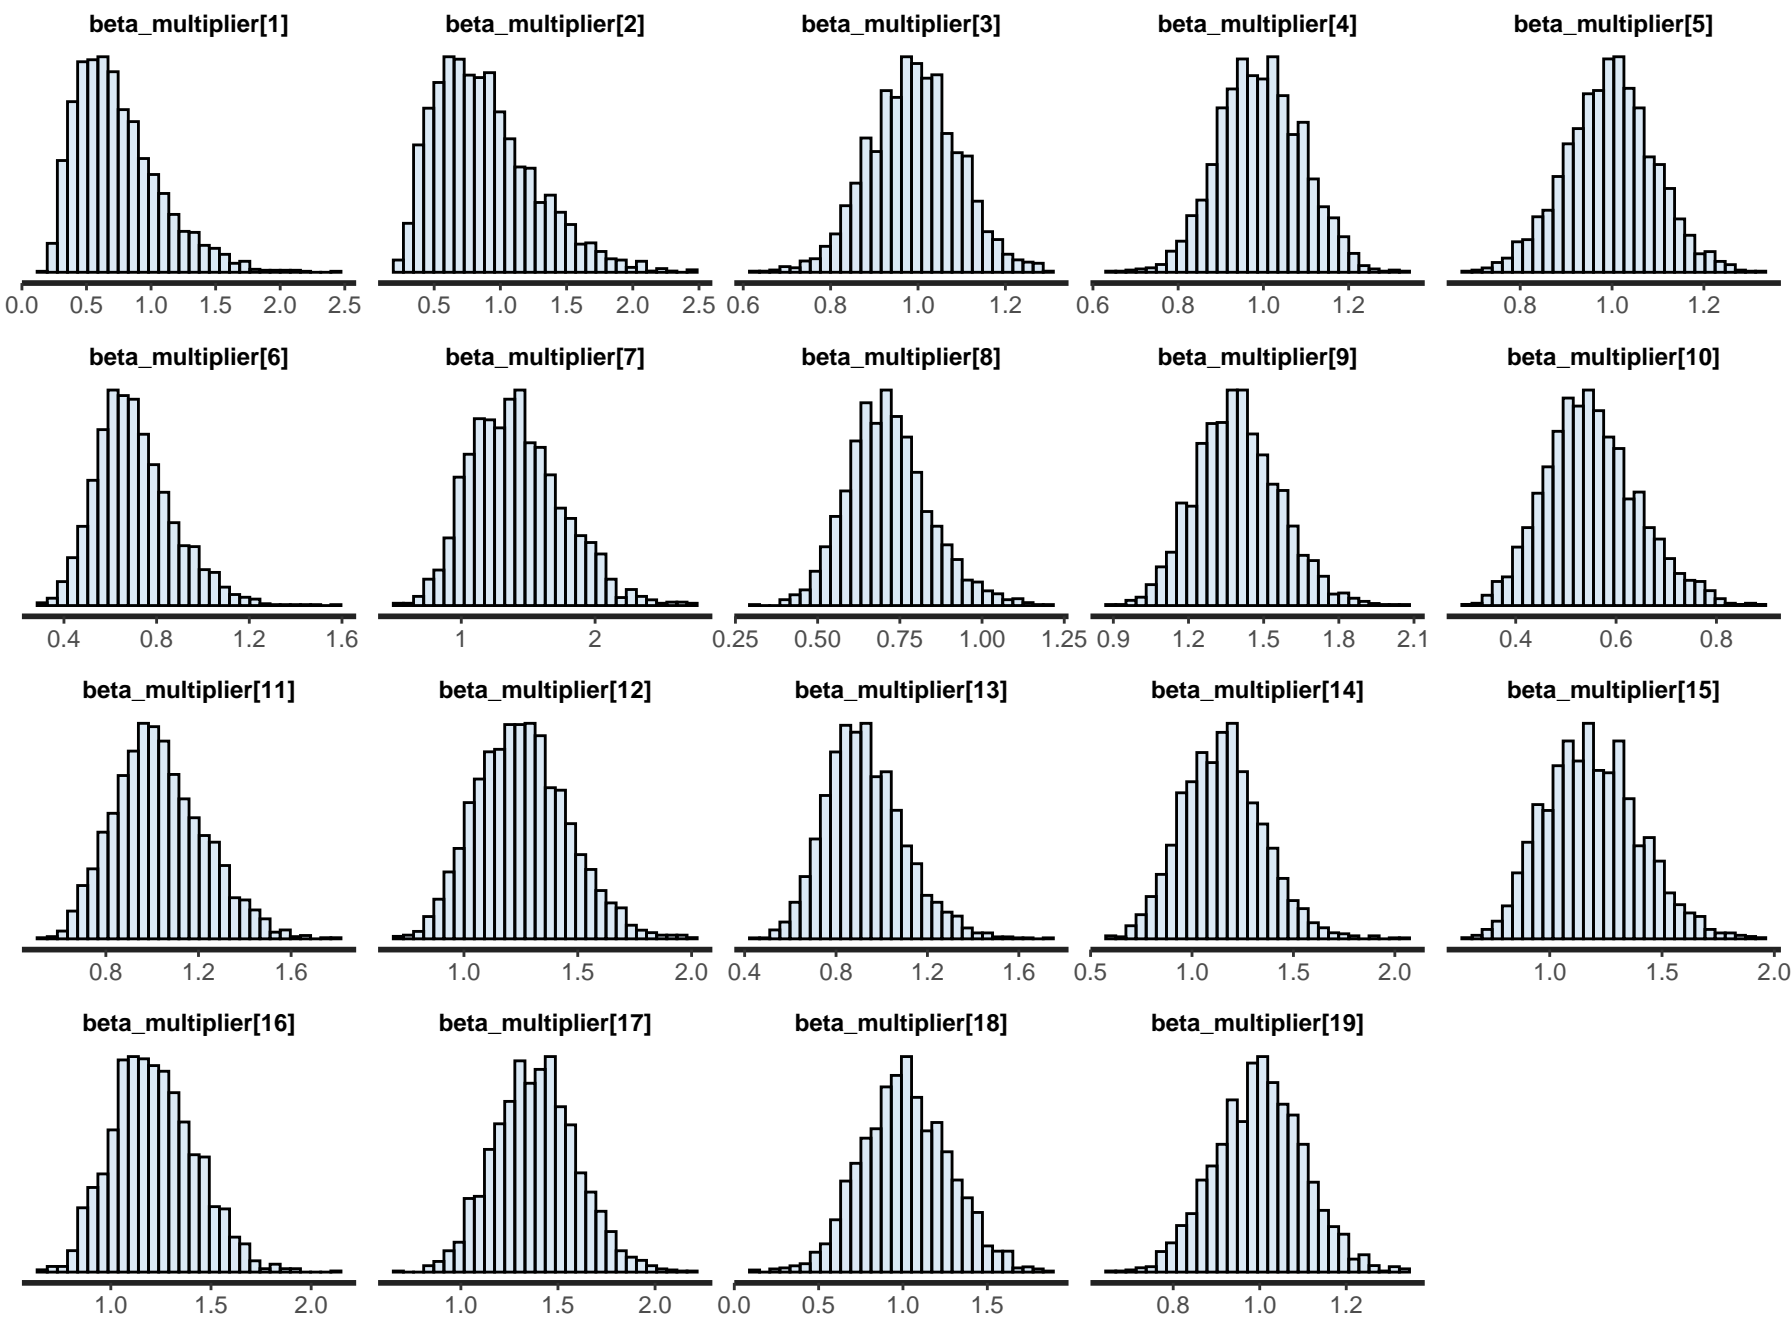 beta_multiplier[1] beta_multiplier[2] beta_multiplier[3] beta_multiplier[4] beta_multiplier[5]
0.0 0.5 1.0 1.5 2.0 2.5 0.5 1.0 1.5 2.0 2.5 0.6 0.8 1.0 1.2 0.6 0.8 1.0 1.2 0.8 1.0 1.2
beta_multiplier[6] beta_multiplier[7] beta_multiplier[8] beta_multiplier[9] beta_multiplier[10]
0.4 0.8 1.2 1.6 1 2 0.25 0.50 0.75 1.00 1.25 0.9 1.2 1.5 1.8 2.1 0.4 0.6 0.8
beta_multiplier[11] beta_multiplier[12] beta_multiplier[13] beta_multiplier[14] beta_multiplier[15]
0.8 1.2 1.6 1.0 1.5 2.0 0.4 0.8 1.2 1.6 0.5 1.0 1.5 2.0 1.0 1.5 2.0
beta_multiplier[16] beta_multiplier[17] beta_multiplier[18] beta_multiplier[19]
1.0 1.5 2.0 1.0 1.5 2.0 0.0 0.5 1.0 1.5 0.8 1.0 1.2